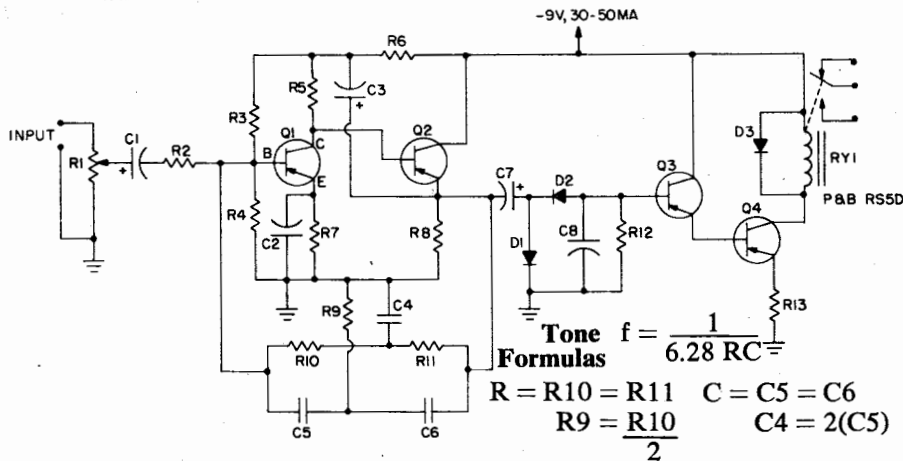 -9V, 30-50MA
R6
R5
C3
R3
Q1
Q2
INPUT
C1
R2
B
C
D3
RY1
R1
E
C7
D2
Q3
P&B RS5D
R4
C2
R7
R8
D1
C8
R12
Q4
R9
C4
R13
R10
R11
C5
C6
Tone Formulas f = 1 / 6.28 RC
R = R10 = R11 C = C5 = C6
R9 = R10 / 2 C4 = 2(C5)